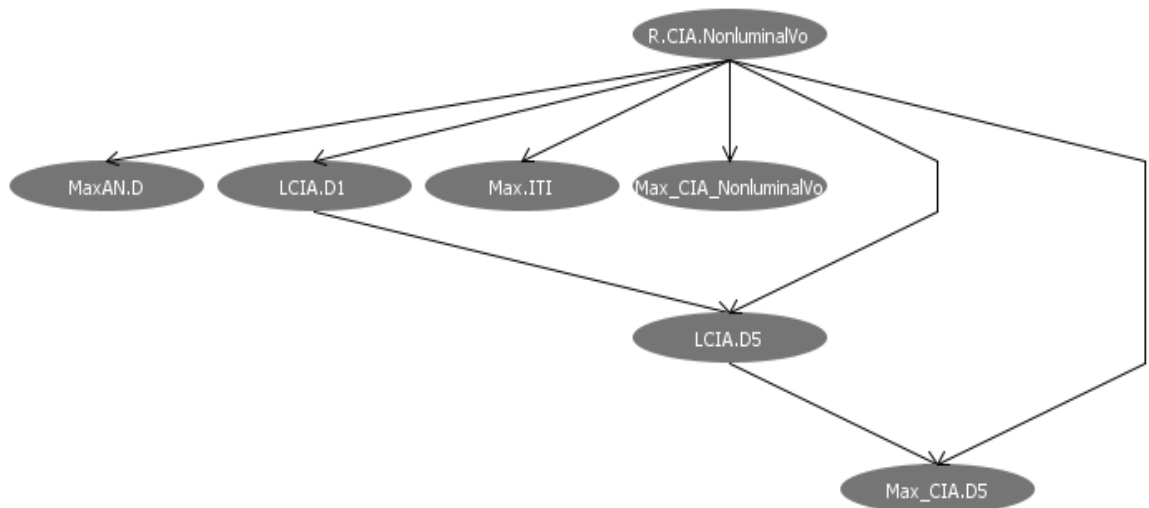 R.CIA.NonluminalVo
MaxAN.D
LCIA.D1
Max.ITI
Max_CIA_NonluminalVo
LCIA.D5
Max_CIA.D5